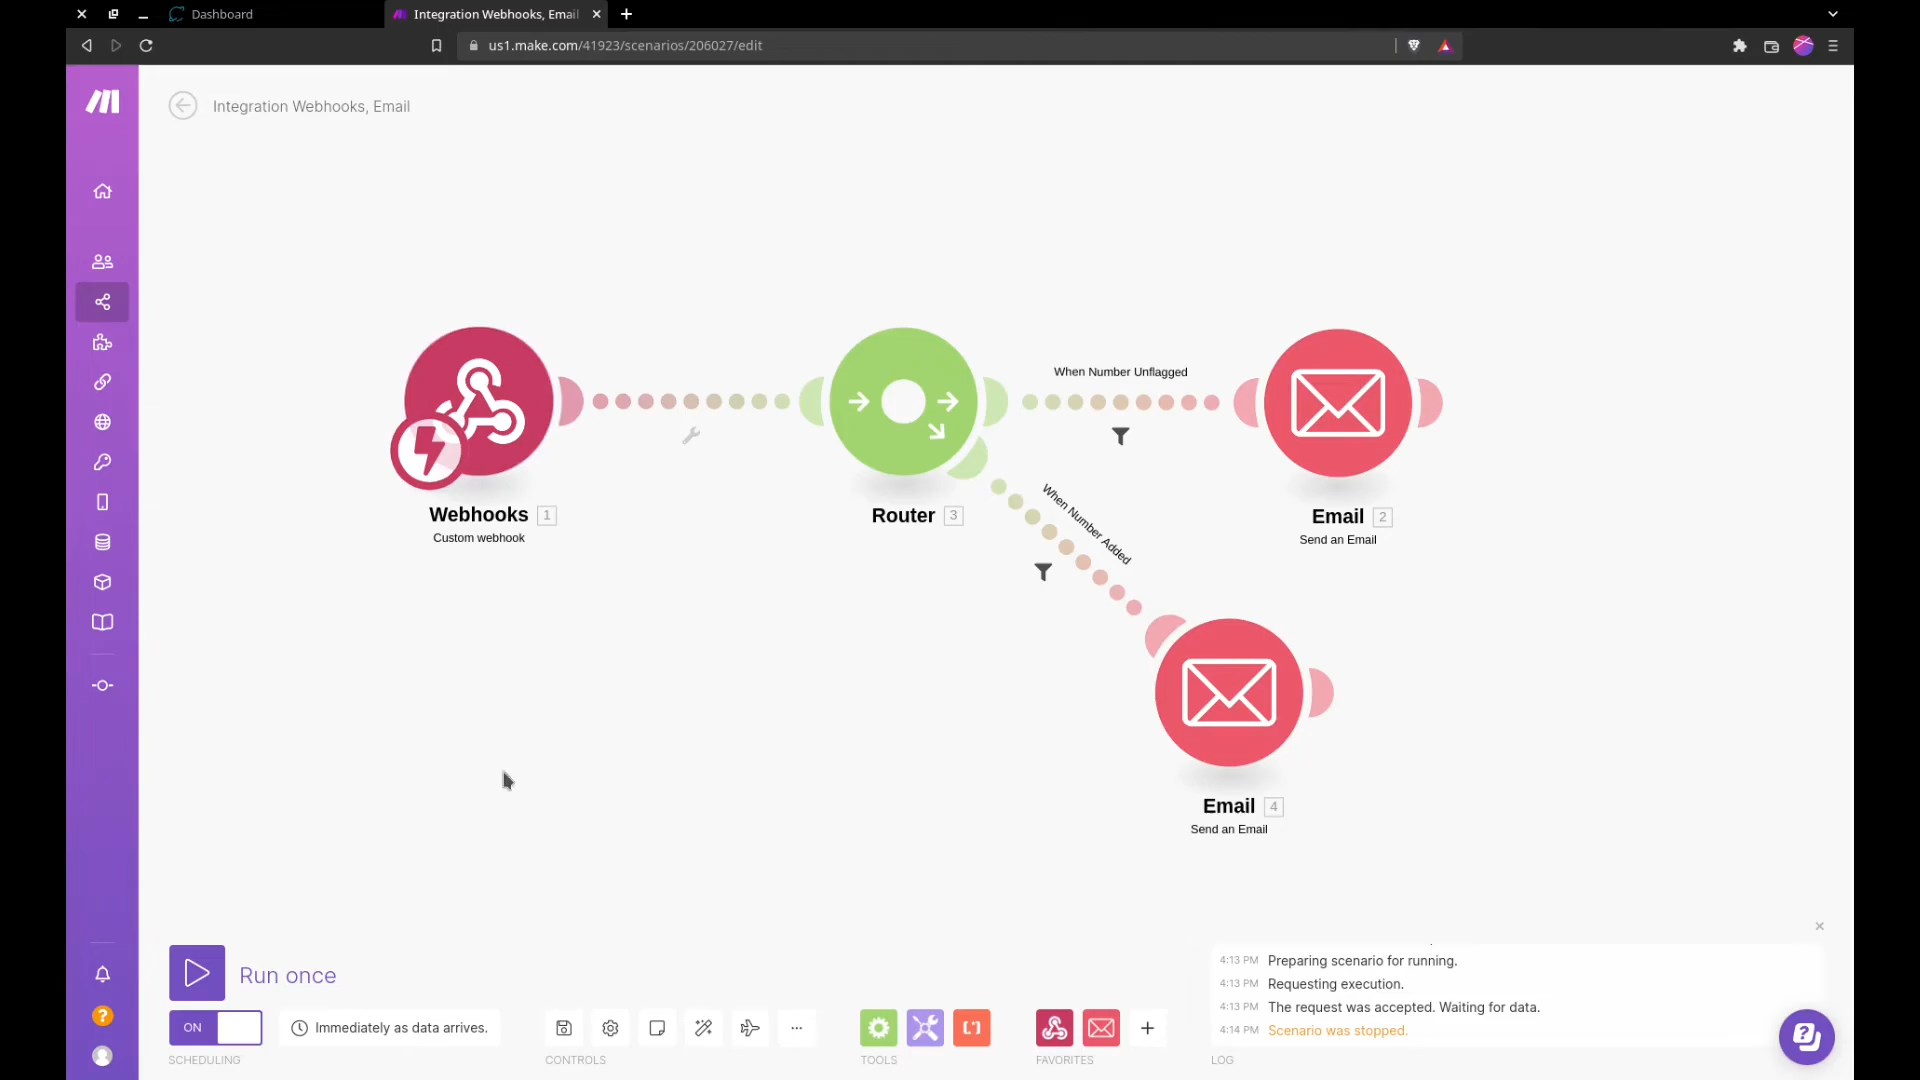 Dashboard
Integration Webhooks, Email
us1.make.com/41923/scenarios/206027/edit
Integration Webhooks, Email
When Number Unflagged
When Number Added
Webhooks 1
Custom webhook
Router 3
Email 2
Send an Email
Email 4
Send an Email
Run once
ON
Immediately as data arrives.
SCHEDULING
CONTROLS
TOOLS
FAVORITES
4:13 PM Preparing scenario for running.
4:13 PM Requesting execution.
4:13 PM The request was accepted. Waiting for data.
4:14 PM Scenario was stopped.
LOG